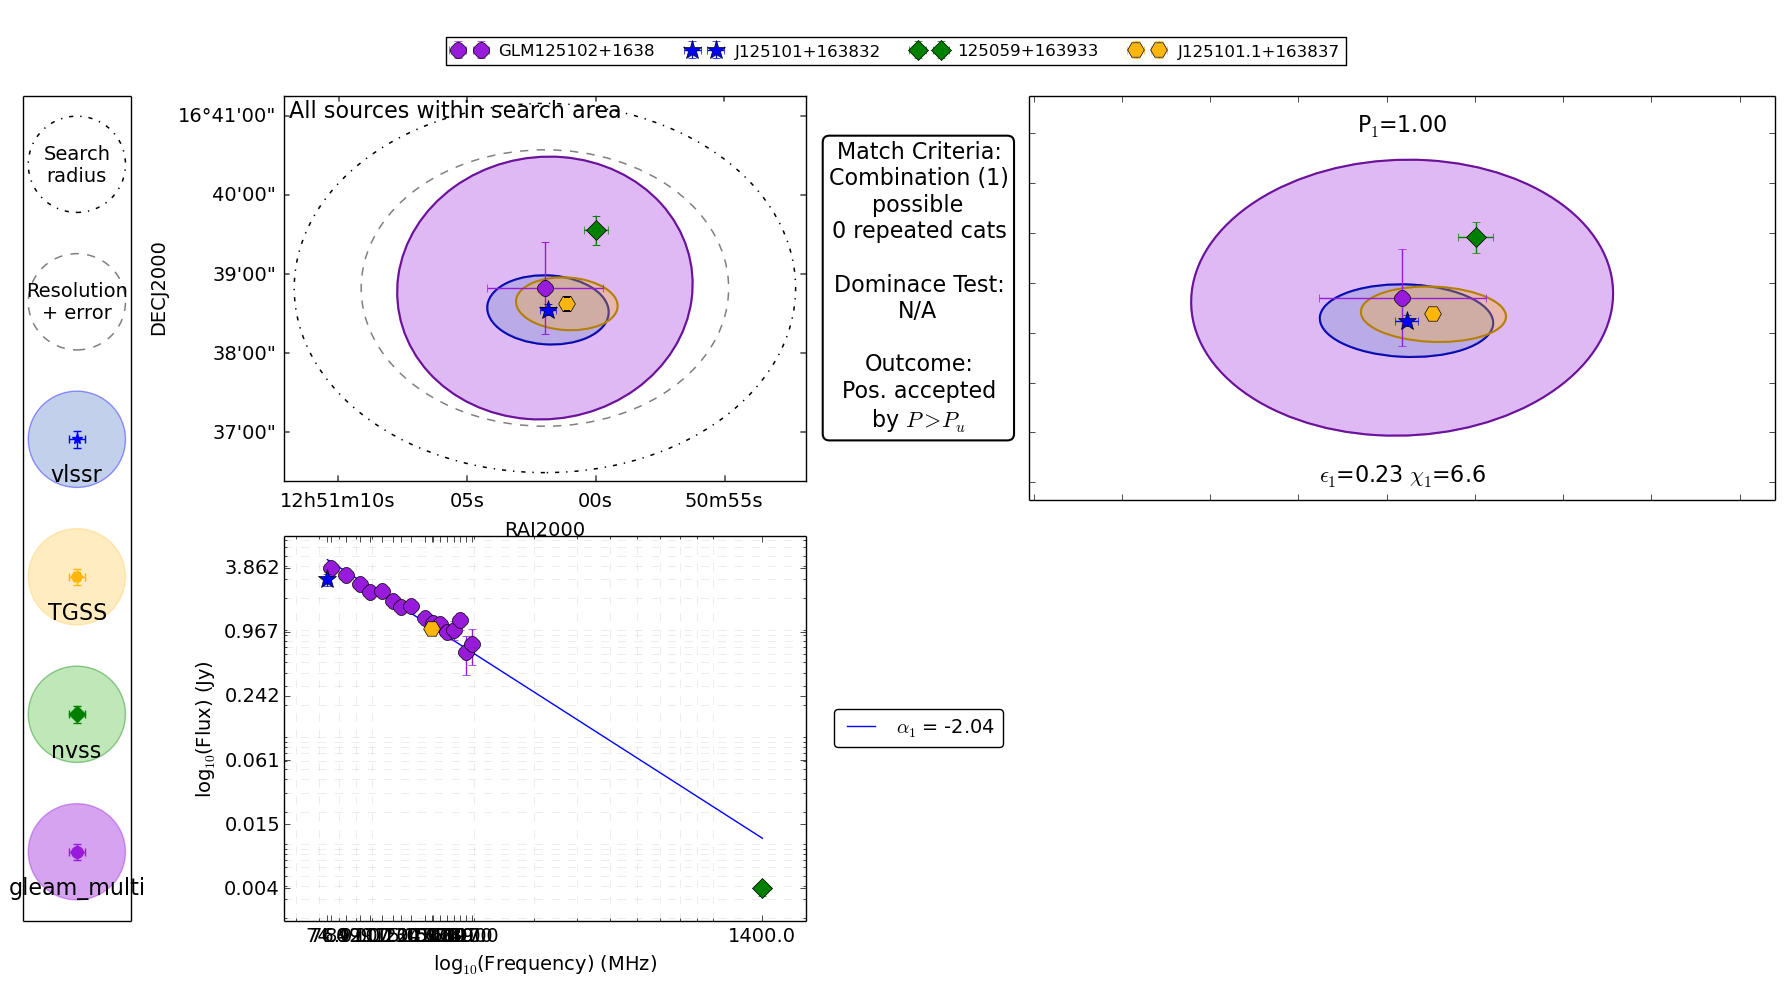 GLM125102+1638 J125101+163832 125059+163933 J125101.1+163837
Search
radius
Resolution
+ error
vlssr
TGSS
nvss
gleam_multi
All sources within search area
DECJ2000
16°41'00"
40'00"
39'00"
38'00"
37'00"
12h51m10s 05s 00s 50m55s
RAJ2000
Match Criteria:
Combination (1)
possible
0 repeated cats
Dominace Test:
N/A
Outcome:
Pos. accepted
by P>Pᵤ
P₁=1.00
ϵ₁=0.23 χ₁=6.6
log₁₀(Flux) (Jy)
3.862
0.967
0.242
0.061
0.015
0.004
1400.0
log₁₀(Frequency) (MHz)
α₁ = -2.04